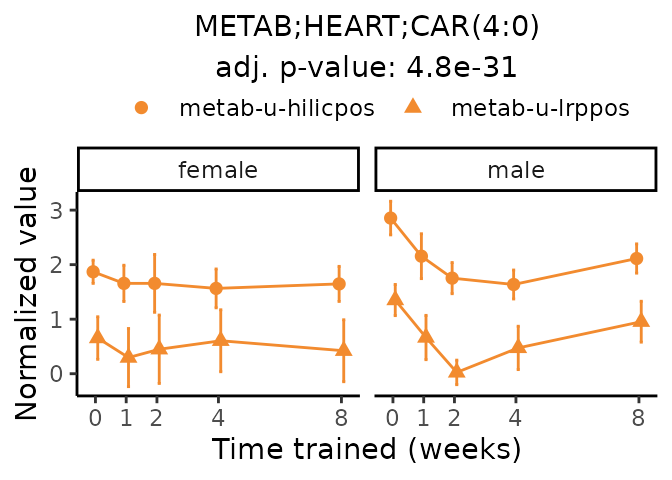 METAB;HEART;CAR(4:0)
adj. p-value: 4.8e-31
metab-u-hilicpos metab-u-lrppos
female male
Normalized value
3
2
1
0
0 1 2 4 8 0 1 2 4 8
Time trained (weeks)